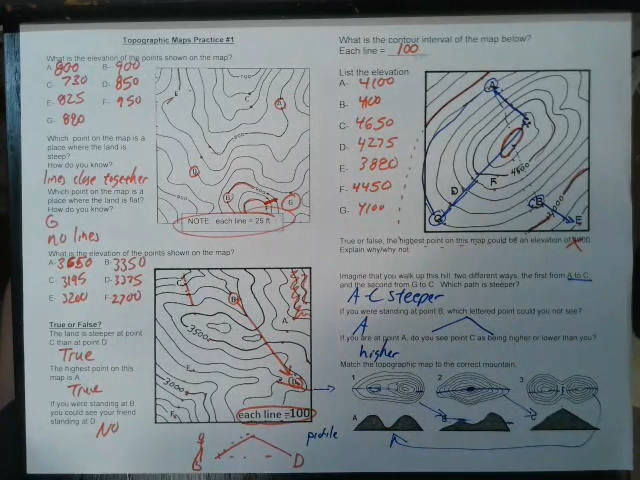 Topographic Maps Practice #1
What is the elevation of the points shown on the map?
A- 800 B- 900
C- 730 D- 850
E- 825 F- 950
G- 820
Which point on the map is a
place where the land is
steep?
How do you know?
lines close together
Which point on the map is a
place where the land is flat?
How do you know?
G
no lines
NOTE: each line = 25 ft
What is the elevation of the points shown on the map?
A- 3650 B- 3350
C- 3195 D- 3375
E- 3200 F- 2700
True or False?
The land is steeper at point
C than at point D
True
The highest point on this
map is A
True
If you were standing at B
you could see your friend
standing at D
NO
3500
3000
each line =100
B D
profile
What is the contour interval of the map below?
Each line = 100
List the elevation
A- 4100
B- 4100
C- 4650
D- 4275
E- 3880
F- 4450
G- 4100
D F
4500
E
True or false, the highest point on this map could be an elevation of
Explain why/why not.
Imagine that you walk up this hill two different ways, the first from A to C
and the second from G to C. Which path is steeper?
A-C steeper
If you were standing at point B, which lettered point could you not see?
A
If you are at point A, do you see point C as being higher or lower than you?
higher
Match the topographic map to the correct mountain.
1 2 3
A B C